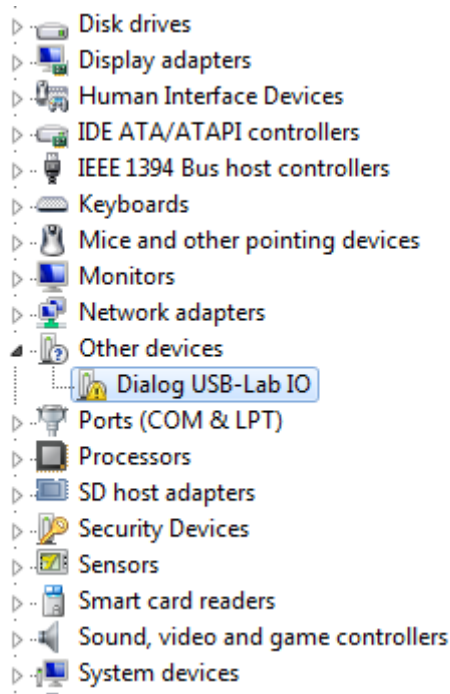 Disk drives
Display adapters
Human Interface Devices
IDE ATA/ATAPI controllers
IEEE 1394 Bus host controllers
Keyboards
Mice and other pointing devices
Monitors
Network adapters
Other devices
Dialog USB-Lab IO
Ports (COM & LPT)
Processors
SD host adapters
Security Devices
Sensors
Smart card readers
Sound, video and game controllers
System devices